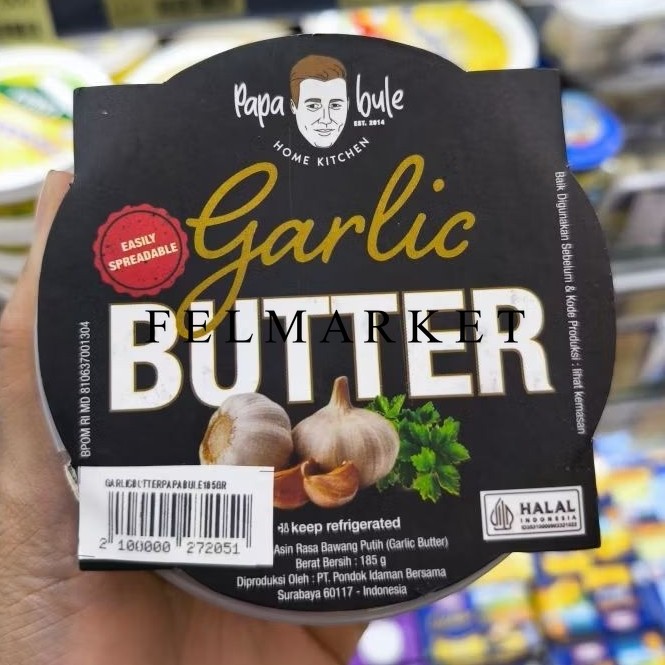 Papa bule
EST. 2014
HOME KITCHEN
Garlic
EASILY
SPREADABLE
BUTTER
FELMARKET
BPOM RI MD 810637001304
Baik Digunakan Sebelum & Kode Produksi : lihat kemasan
GARLICBUTTERPAPABULE185GR
2 100000 272051
keep refrigerated
Asin Rasa Bawang Putih (Garlic Butter)
Berat Bersih : 185 g
Diproduksi Oleh : PT. Pondok Idaman Bersama
Surabaya 60117 - Indonesia
HALAL
INDONESIA